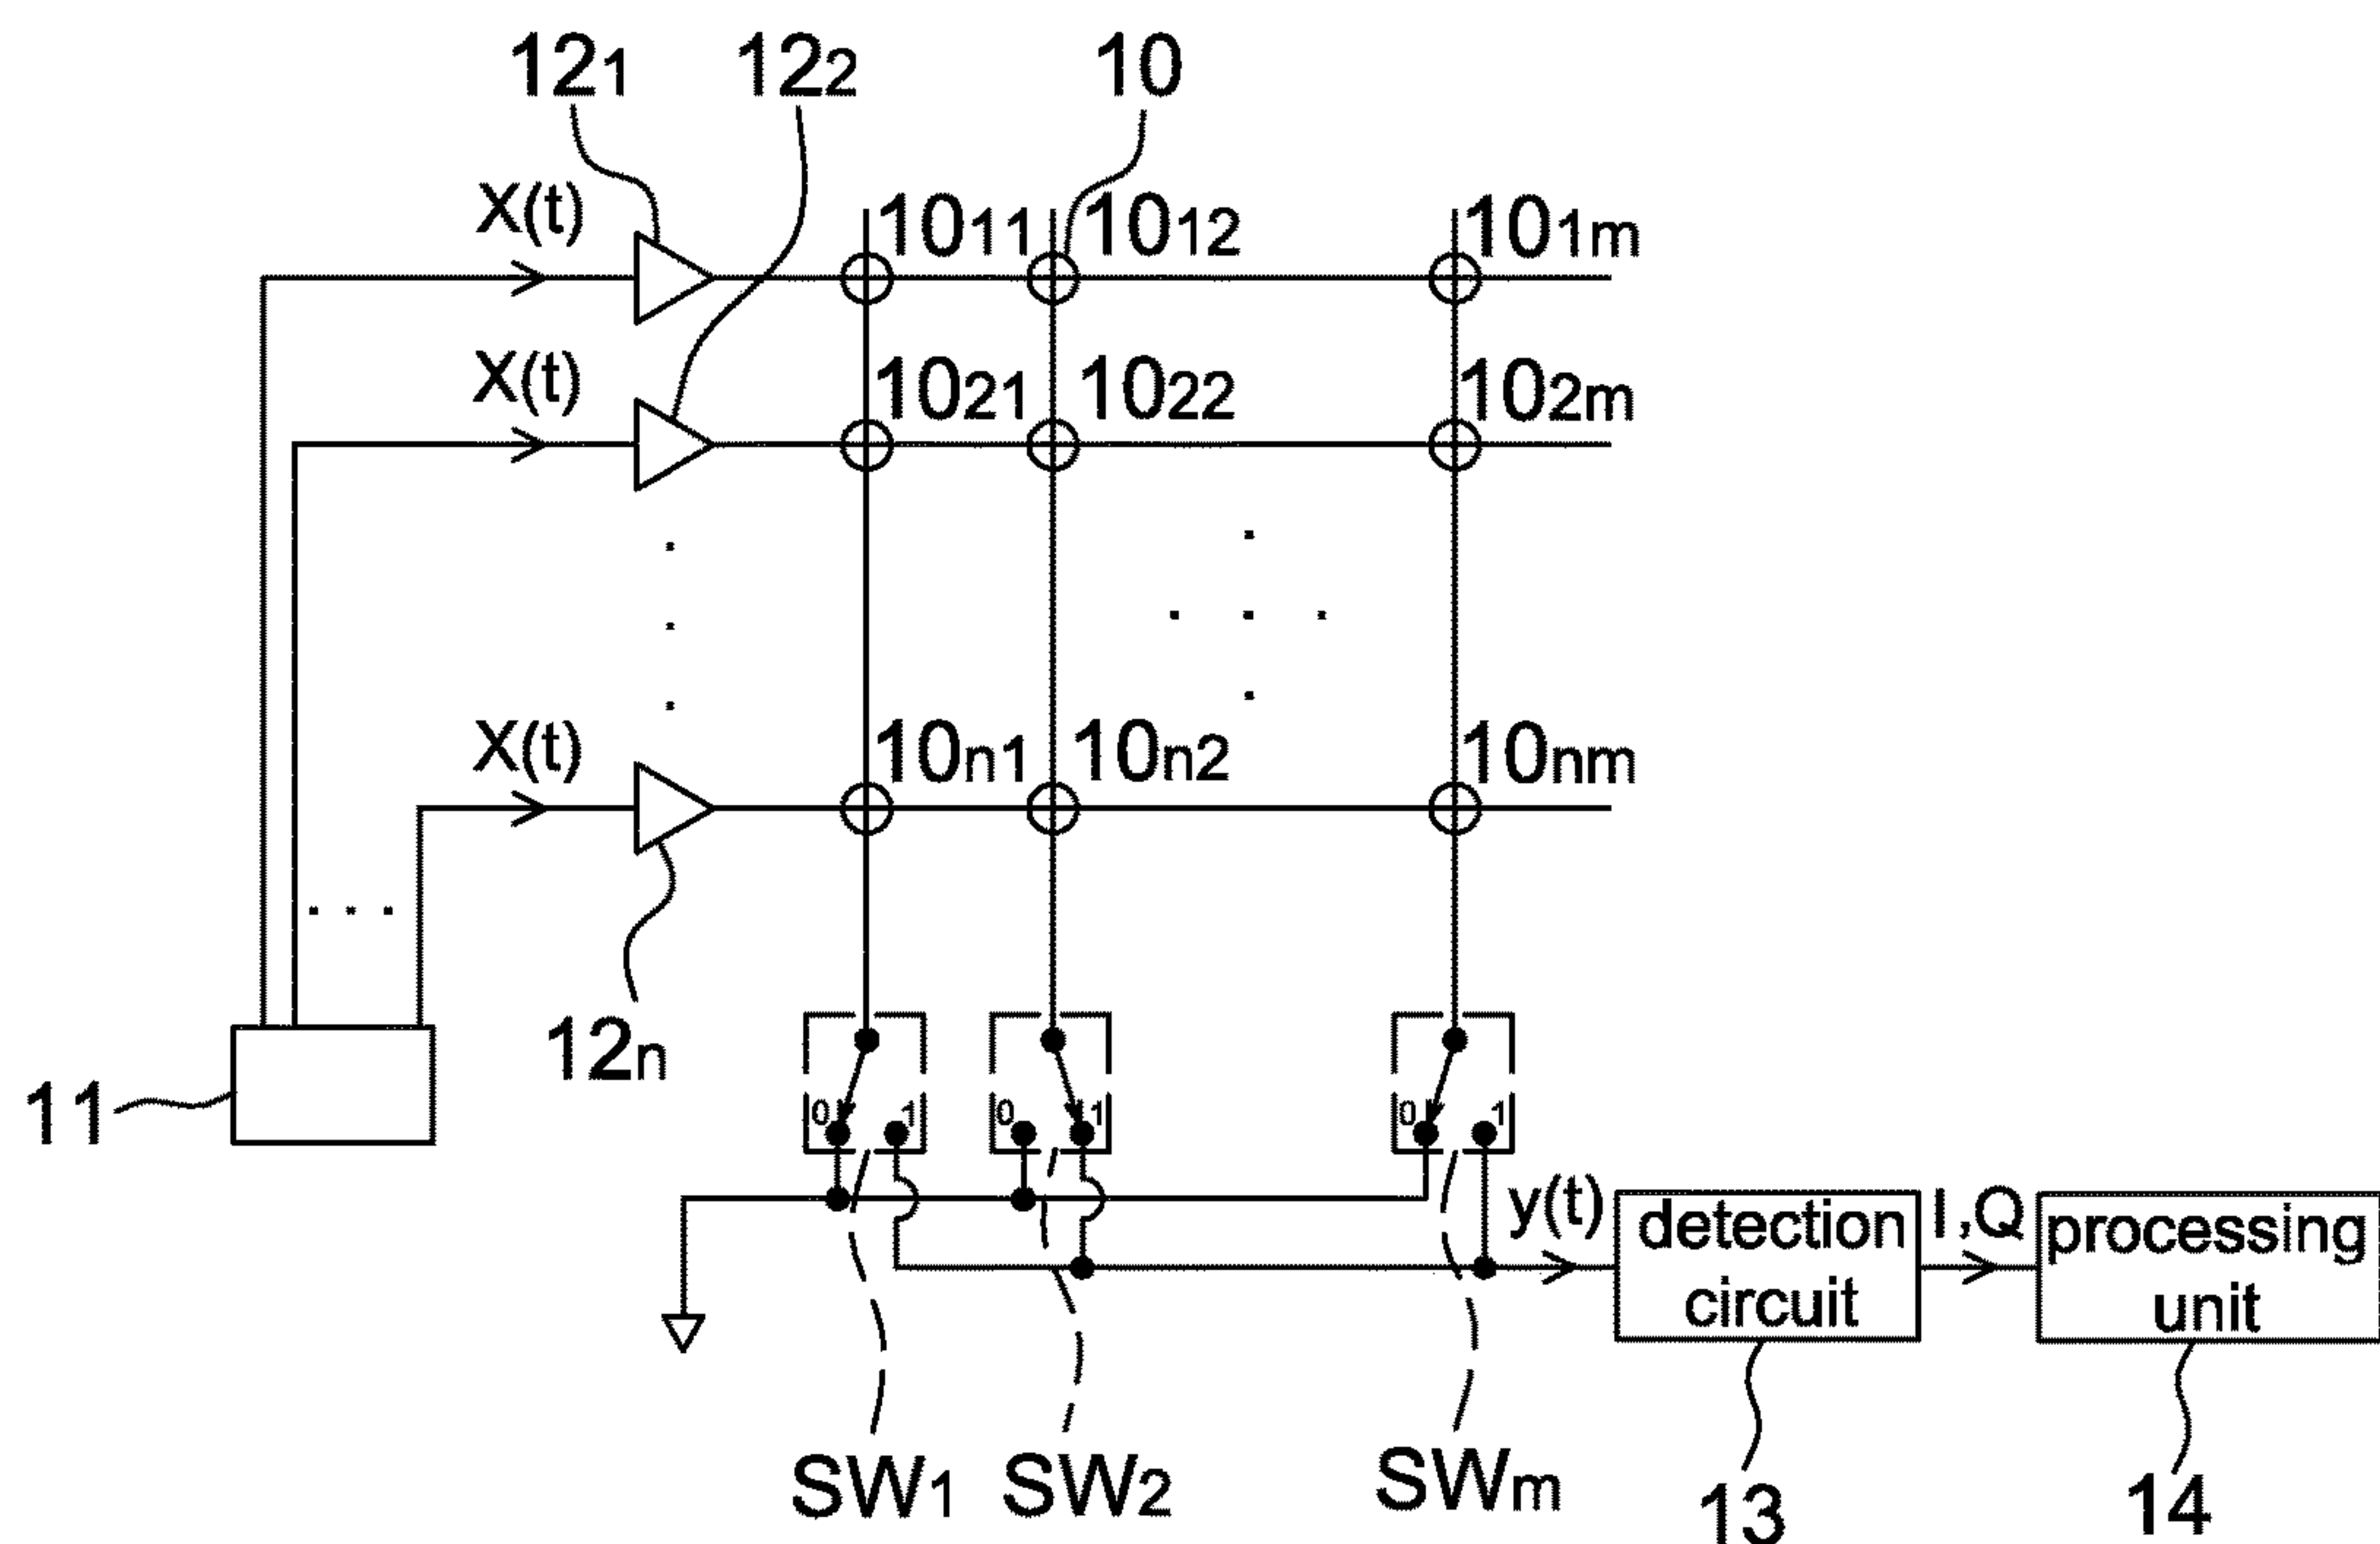 12₁ 12₂ 10
X(t) 10₁₁ 10₁₂ 10₁ₘ
X(t) 10₂₁ 10₂₂ 10₂ₘ
X(t) 10ₙ₁ 10ₙ₂ 10ₙₘ
12ₙ
11
0 1 0 1 0 1
y(t) detection circuit I,Q processing unit
SW₁ SW₂ SWₘ 13 14